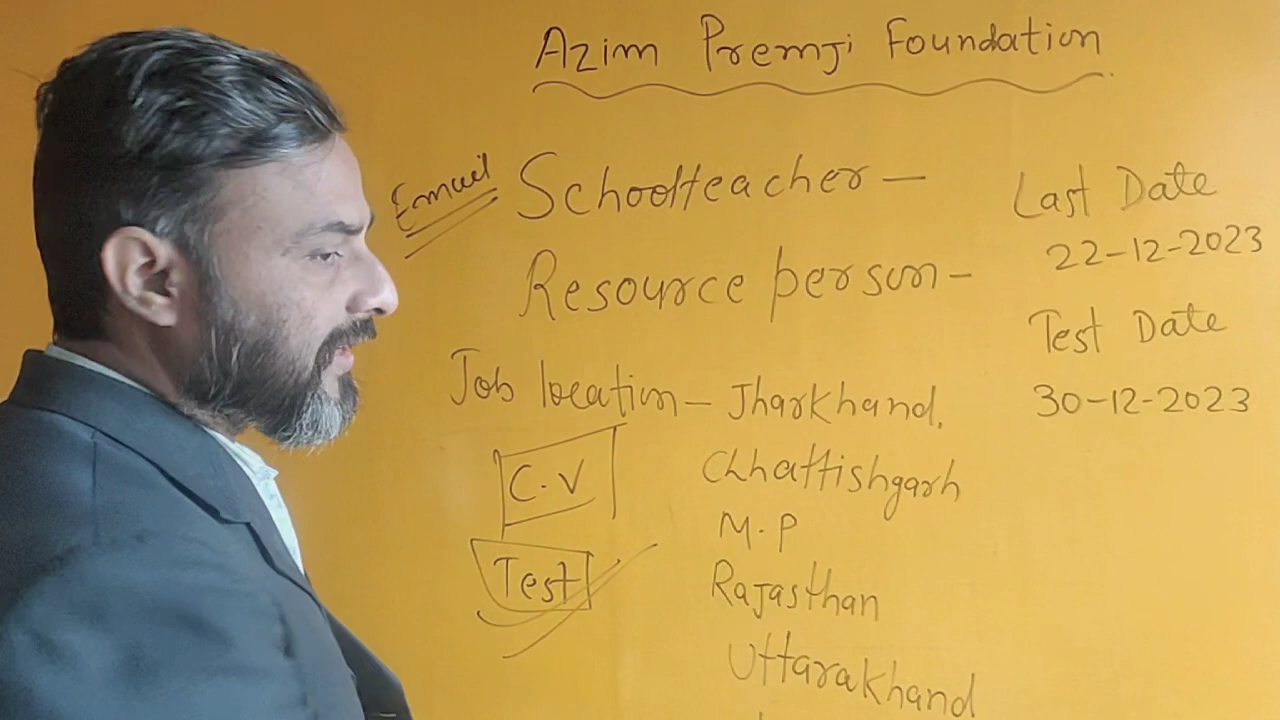 Azim Premji Foundation
Email
Schoolteacher -
Resource person -
Last Date
22-12-2023
Test Date
30-12-2023
Job location - Jharkhand.
Chhattishgarh
M.P
Rajasthan
Uttarakhand
C.V
Test